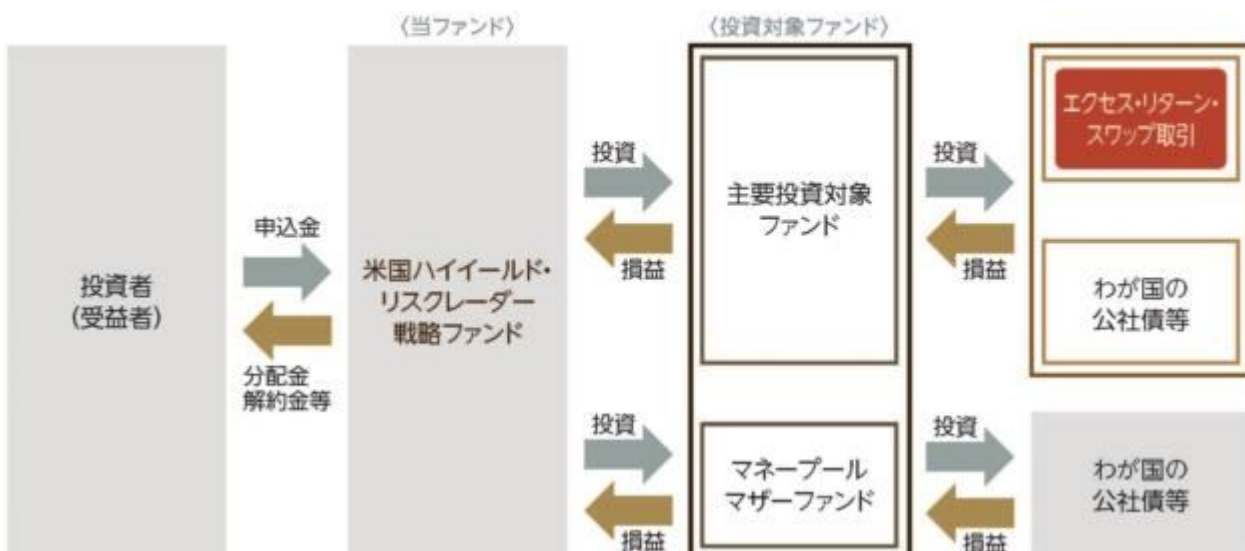 〈当ファンド〉
〈投資対象ファンド〉
投資者
(受益者)
申込金
分配金
解約金等
米国ハイイールド・
リスクレーダー
戦略ファンド
投資
損益
主要投資対象
ファンド
投資
損益
エクセス・リターン・
スワップ取引
わが国の
公社債等
投資
損益
マネープール
マザーファンド
投資
損益
わが国の
公社債等